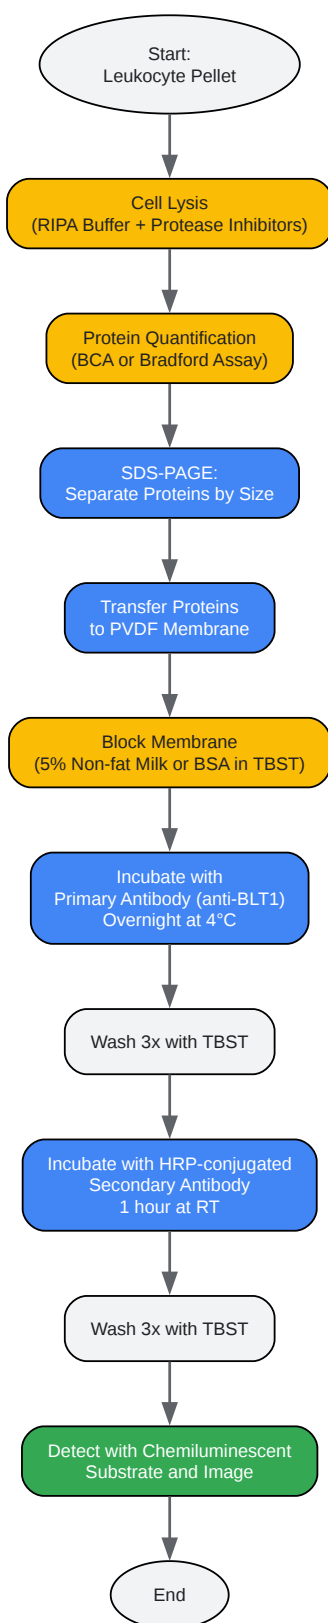 Start:
Leukocyte Pellet
Cell Lysis
(RIPA Buffer + Protease Inhibitors)
Protein Quantification
(BCA or Bradford Assay)
SDS-PAGE:
Separate Proteins by Size
Transfer Proteins
to PVDF Membrane
Block Membrane
(5% Non-fat Milk or BSA in TBST)
Incubate with
Primary Antibody (anti-BLT1)
Overnight at 4°C
Wash 3x with TBST
Incubate with HRP-conjugated
Secondary Antibody
1 hour at RT
Wash 3x with TBST
Detect with Chemiluminescent
Substrate and Image
End